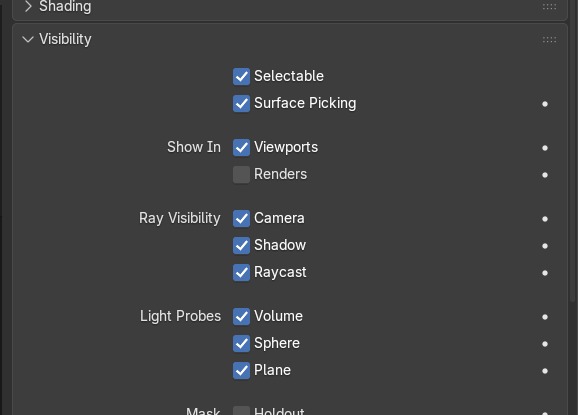 Shading
Visibility
Selectable
Surface Picking
Show In Viewports
Renders
Ray Visibility Camera
Shadow
Raycast
Light Probes Volume
Sphere
Plane
Mask Holdout